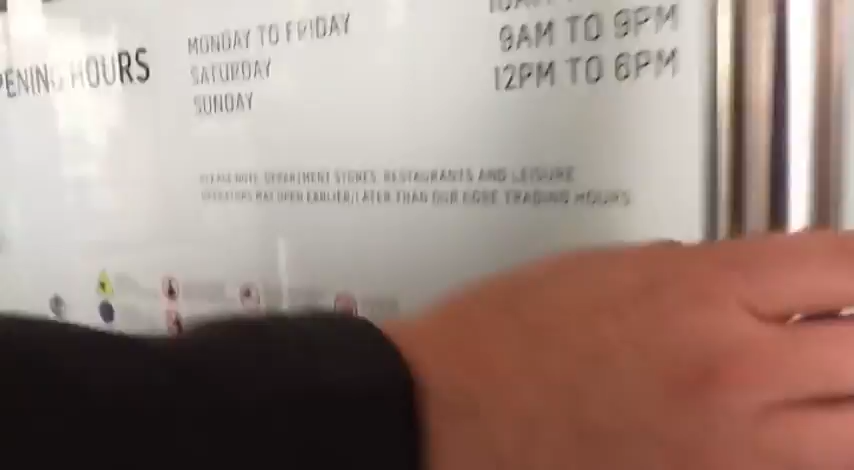 HOURS
MONDAY TO FRIDAY
SATURDAY 9AM TO 9PM
SUNDAY 12PM TO 6PM
PLEASE NOTE DEPARTMENT STORES, RESTAURANTS AND LEISURE
OPERATORS MAY OPEN EARLIER/LATER THAN OUR CORE TRADING HOURS